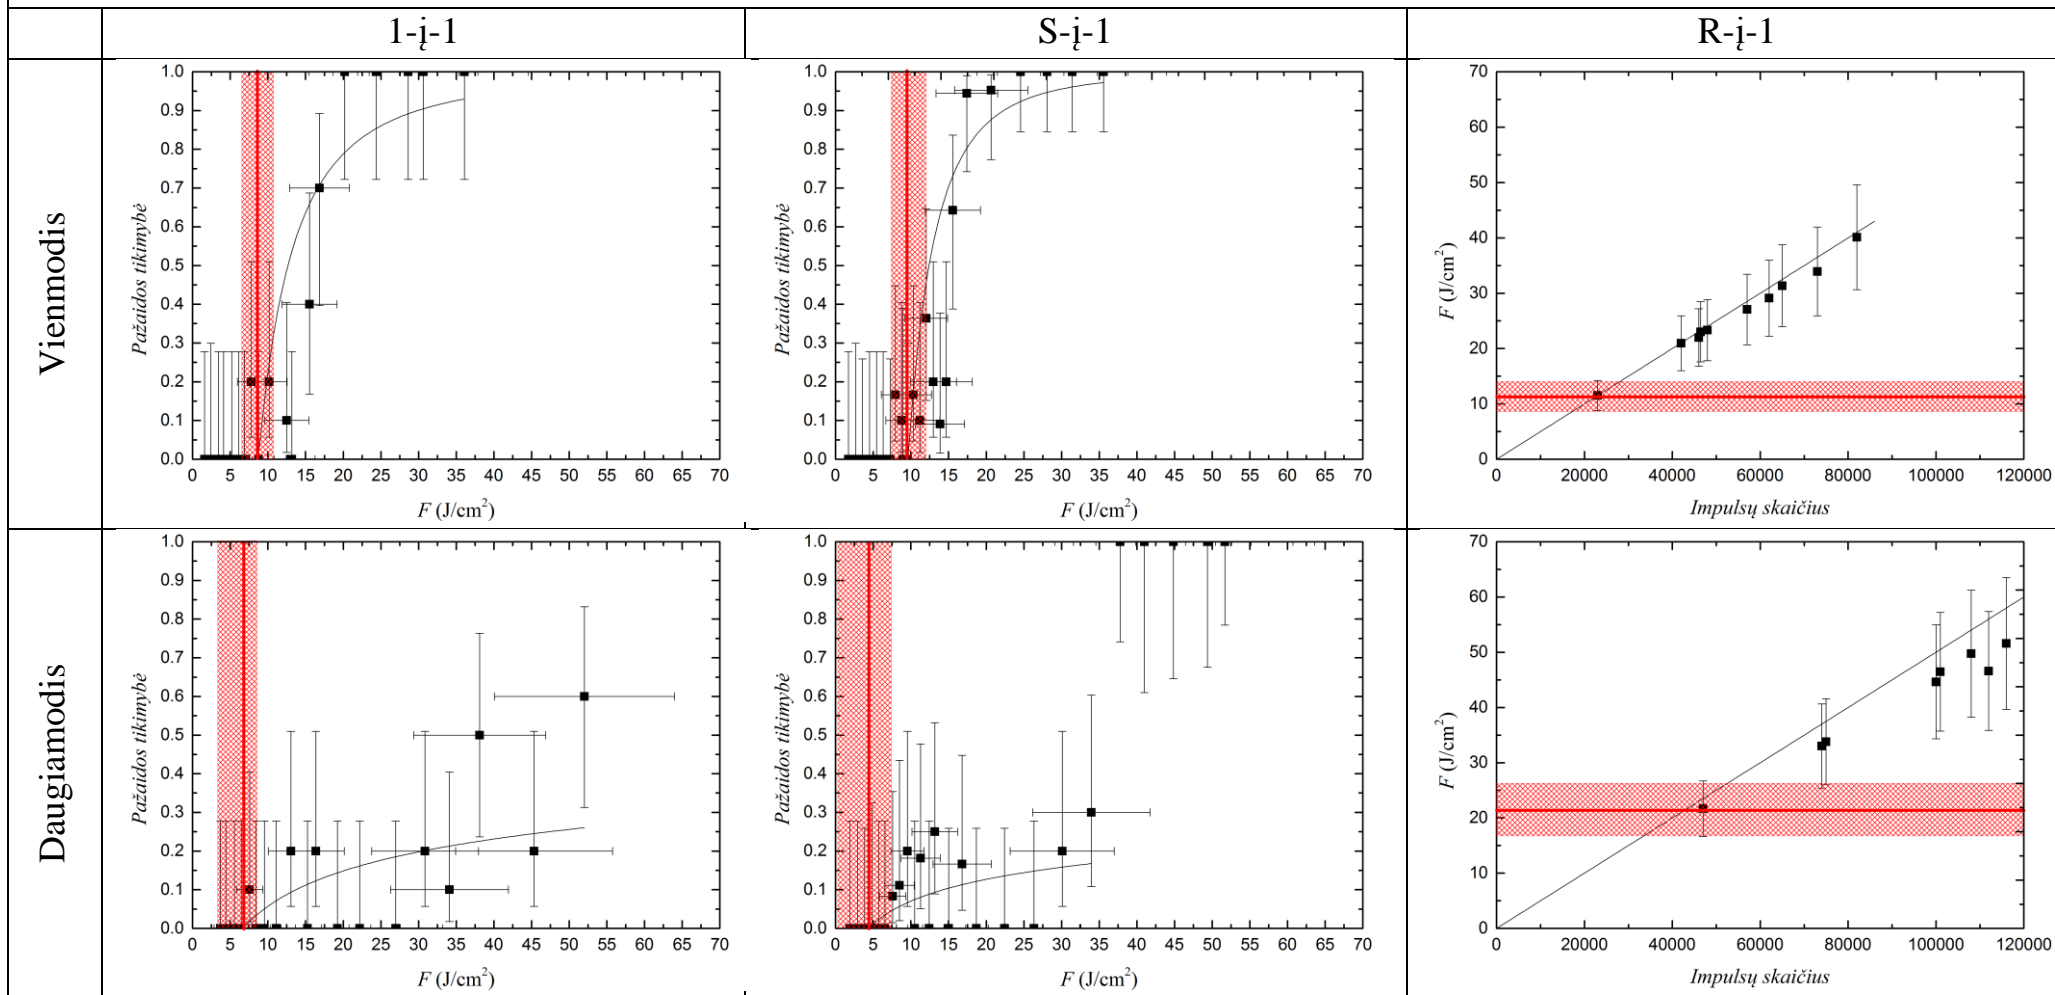 1-į-1 S-į-1 R-į-1
Vienmodis
1.0 0.9 0.8 0.7 0.6 0.5 0.4 0.3 0.2 0.1 0.0
Pažaidos tikimybė
0 5 10 15 20 25 30 35 40 45 50 55 60 65 70
F (J/cm²)
1.0 0.9 0.8 0.7 0.6 0.5 0.4 0.3 0.2 0.1 0.0
Pažaidos tikimybė
0 5 10 15 20 25 30 35 40 45 50 55 60 65 70
F (J/cm²)
70 60 50 40 30 20 10 0
F (J/cm²)
0 20000 40000 60000 80000 100000 120000
Impulsų skaičius
Daugiamodis
1.0 0.9 0.8 0.7 0.6 0.5 0.4 0.3 0.2 0.1 0.0
Pažaidos tikimybė
0 5 10 15 20 25 30 35 40 45 50 55 60 65 70
F (J/cm²)
1.0 0.9 0.8 0.7 0.6 0.5 0.4 0.3 0.2 0.1 0.0
Pažaidos tikimybė
0 5 10 15 20 25 30 35 40 45 50 55 60 65 70
F (J/cm²)
70 60 50 40 30 20 10 0
F (J/cm²)
0 20000 40000 60000 80000 100000 120000
Impulsų skaičius